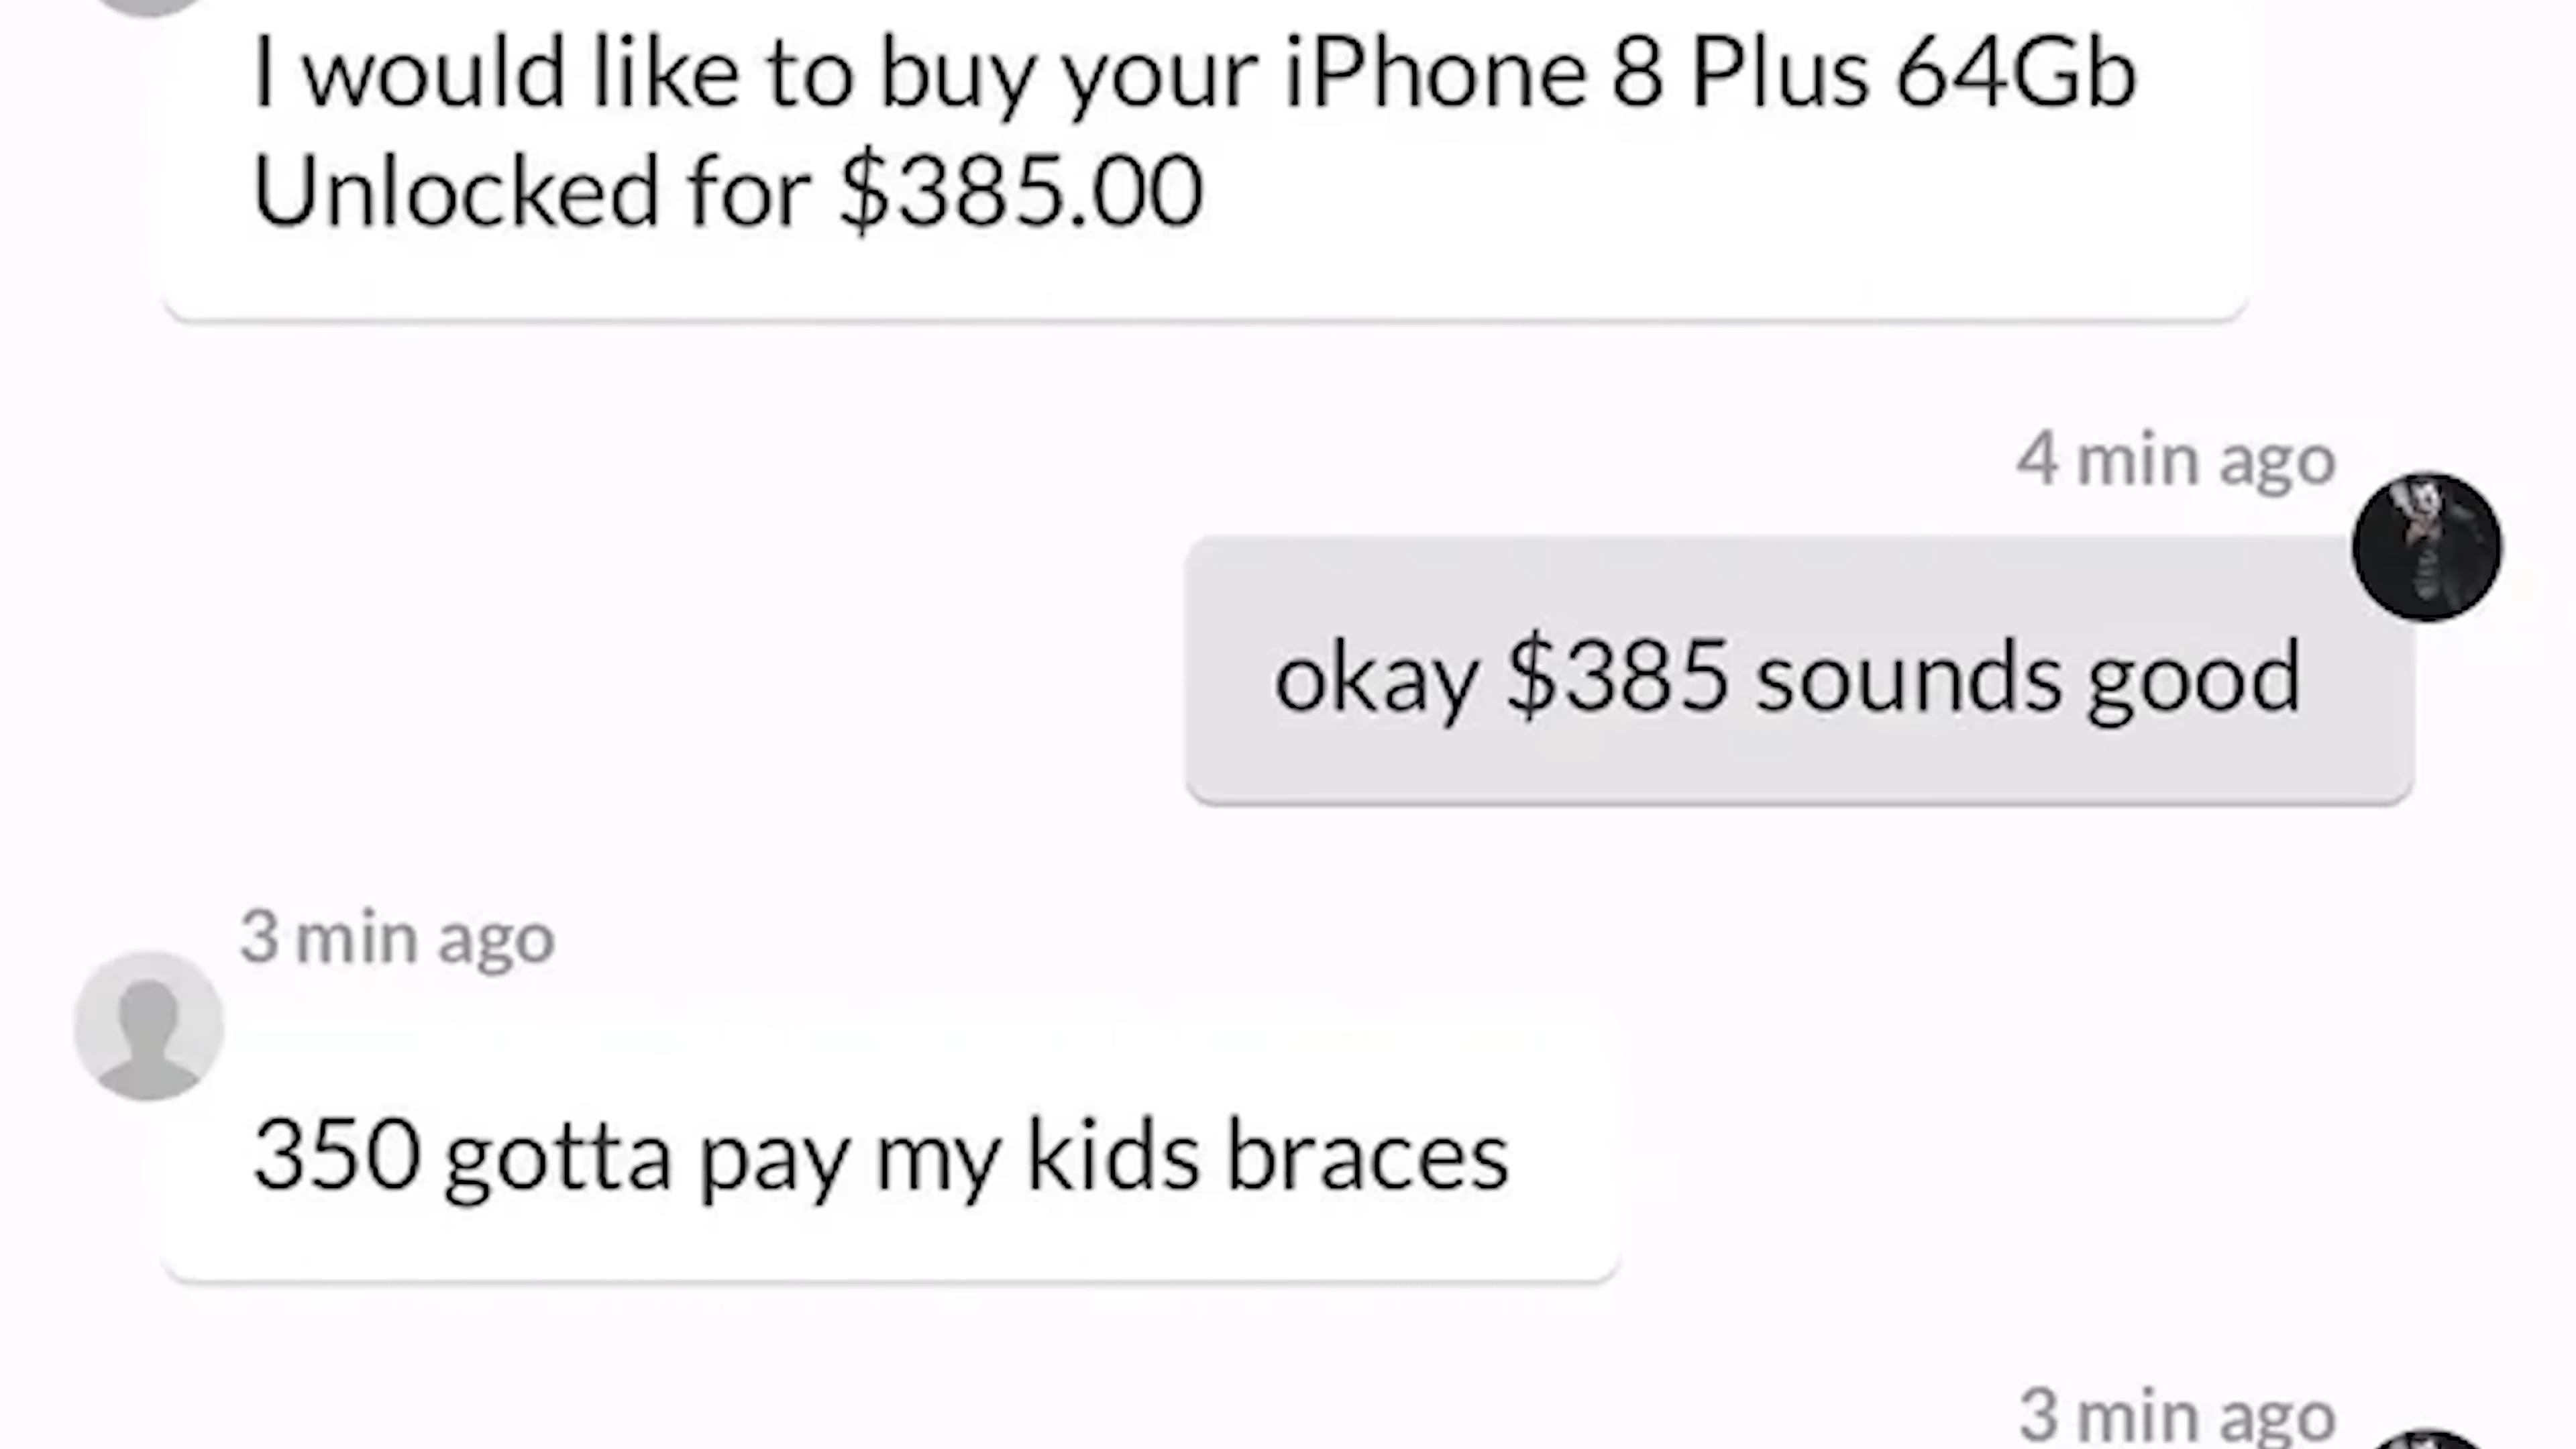 I would like to buy your iPhone 8 Plus 64Gb
Unlocked for $385.00
4 min ago
okay $385 sounds good
3 min ago
350 gotta pay my kids braces
3 min ago